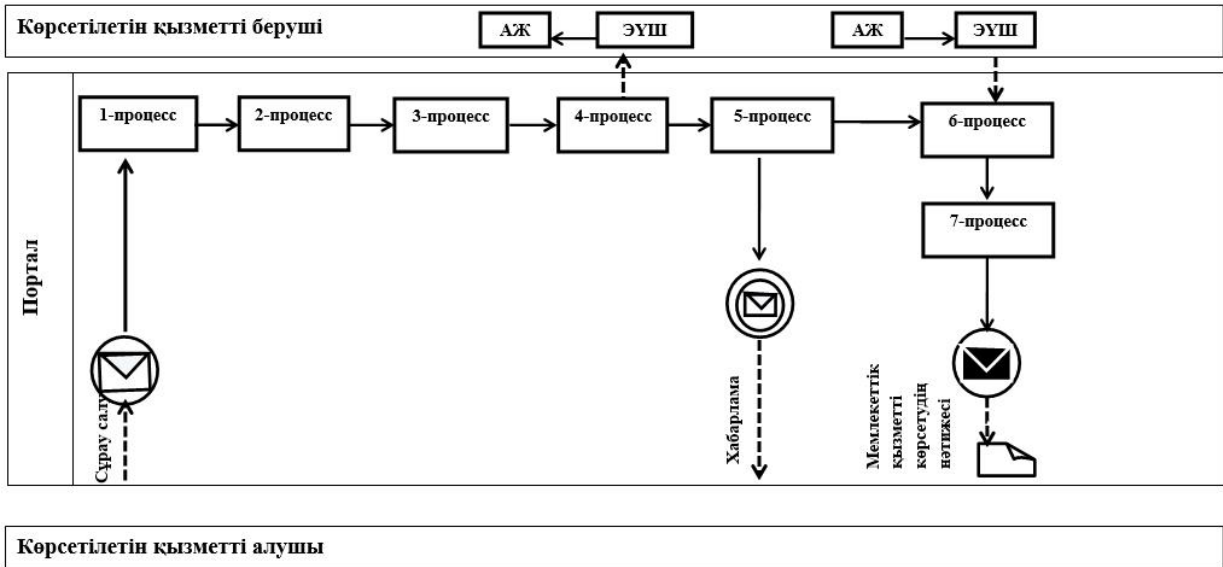 Көрсетілетін қызметті беруші
АЖ
ЭҮШ
АЖ
ЭҮШ
Портал
1-процесс
2-процесс
3-процесс
4-процесс
5-процесс
6-процесс
7-процесс
Сұрау салу
Хабарлама
Мемлекеттік
қызметті
көрсетудің
нәтижесі
Көрсетілетін қызметті алушы